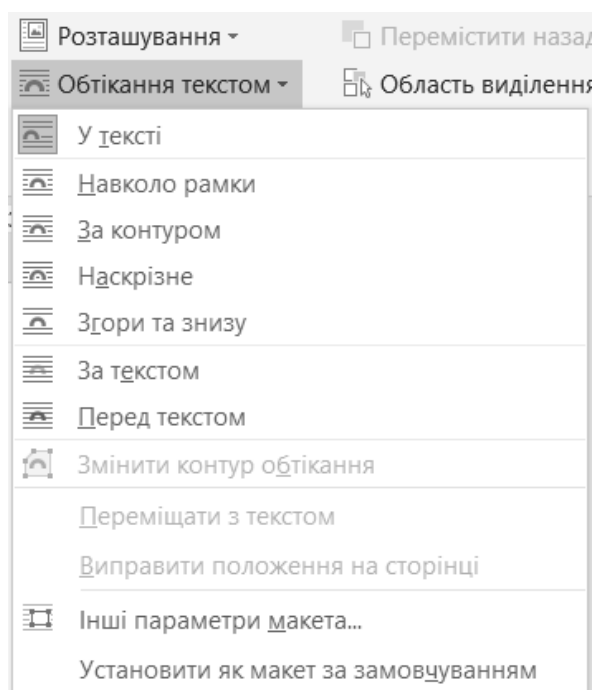 Розташування
Перемістити
Обтікання текстом
Область виділення
У тексті
Навколо рамки
За контуром
Наскрізне
Згори та знизу
За текстом
Перед текстом
Змінити контур обтікання
Переміщати з текстом
Виправити положення на сторінці
Інші параметри макета...
Установити як макет за замовчуванням